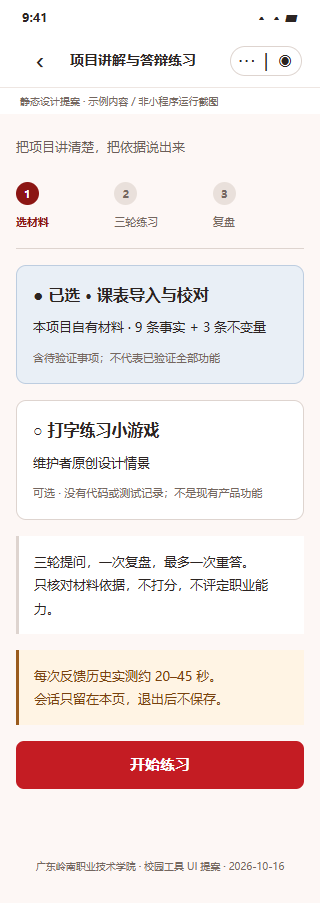 9:41
项目讲解与答辩练习
静态设计提案 · 示例内容 / 非小程序运行截图
把项目讲清楚，把依据说出来
1 2 3
选材料 三轮练习 复盘
● 已选 • 课表导入与校对
本项目自有材料 · 9 条事实 + 3 条不变量
含待验证事项；不代表已验证全部功能
○ 打字练习小游戏
维护者原创设计情景
可选 · 没有代码或测试记录；不是现有产品功能
三轮提问，一次复盘，最多一次重答。
只核对材料依据，不打分，不评定职业能
力。
每次反馈历史实测约 20–45 秒。
会话只留在本页，退出后不保存。
开始练习
广东岭南职业技术学院 · 校园工具 UI 提案 · 2026-10-16